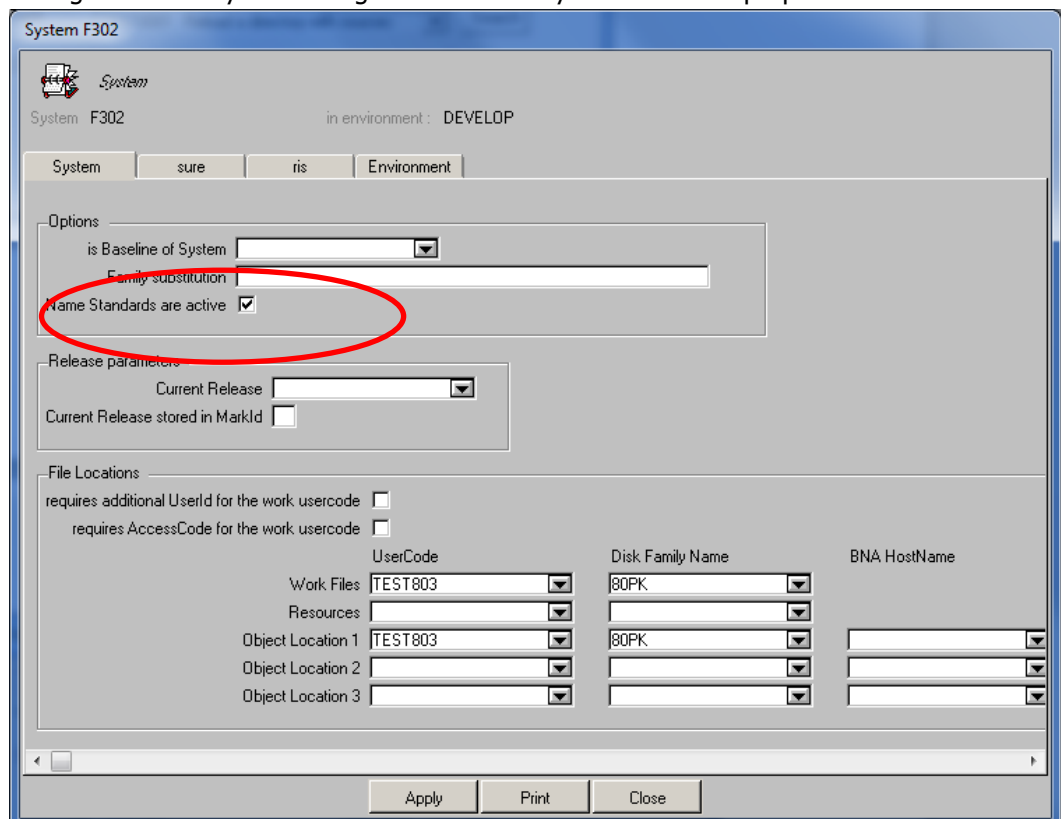 System F302
System
System F302 in environment : DEVELOP
System sure ris Environment
Options
is Baseline of System
Family substitution
Name Standards are active
Release parameters
Current Release
Current Release stored in MarkId
File Locations
requires additional UserId for the work usercode
requires AccessCode for the work usercode
UserCode Disk Family Name BNA HostName
Work Files TEST803 80PK
Resources
Object Location 1 TEST803 80PK
Object Location 2
Object Location 3
Apply Print Close